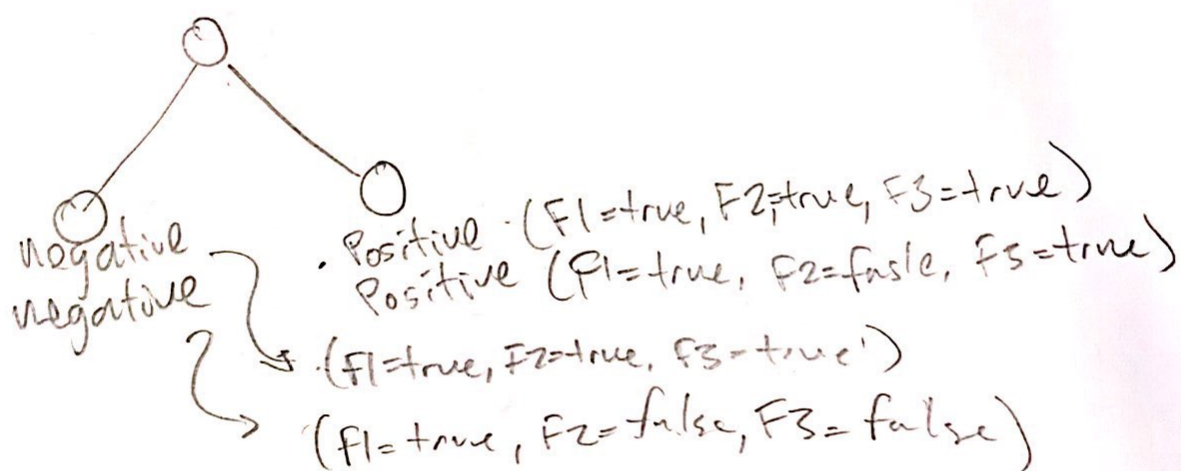 negative
negative
. Positive . (F1=true, F2=true, F3=true)
Positive (F1=true, F2=fasle, F3=true)
.(F1=true, F2=true, F3=true')
(F1=true, F2=false, F3=false)